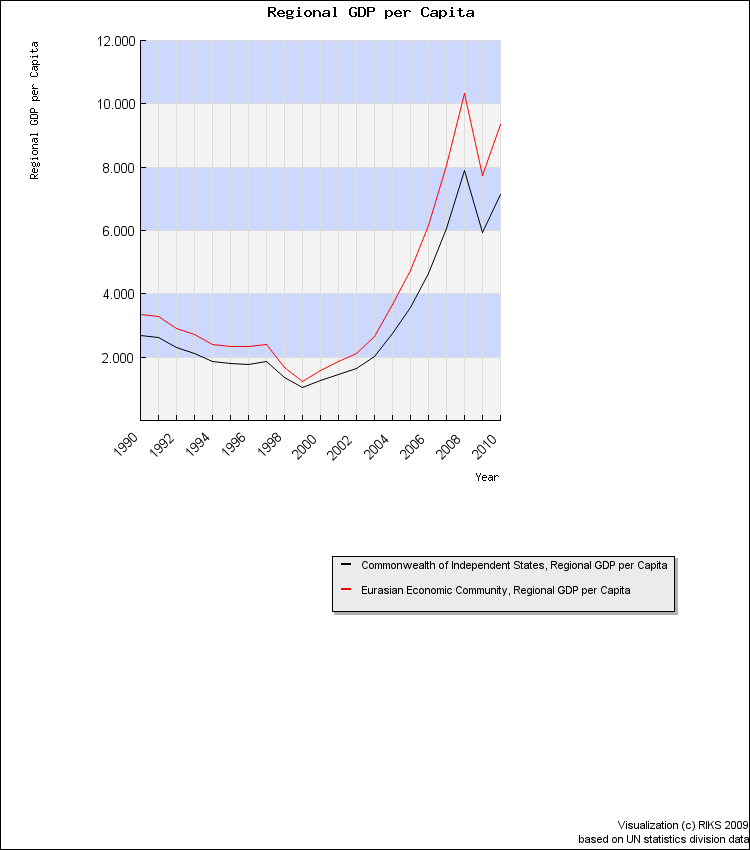 Regional GDP per Capita
Regional GDP per Capita
12.000
10.000
8.000
6.000
4.000
2.000
1990 1992 1994 1996 1998 2000 2002 2004 2006 2008 2010
Year
Commonwealth of Independent States, Regional GDP per Capita
Eurasian Economic Community, Regional GDP per Capita
Visualization (c) RIKS 2009
based on UN statistics division data